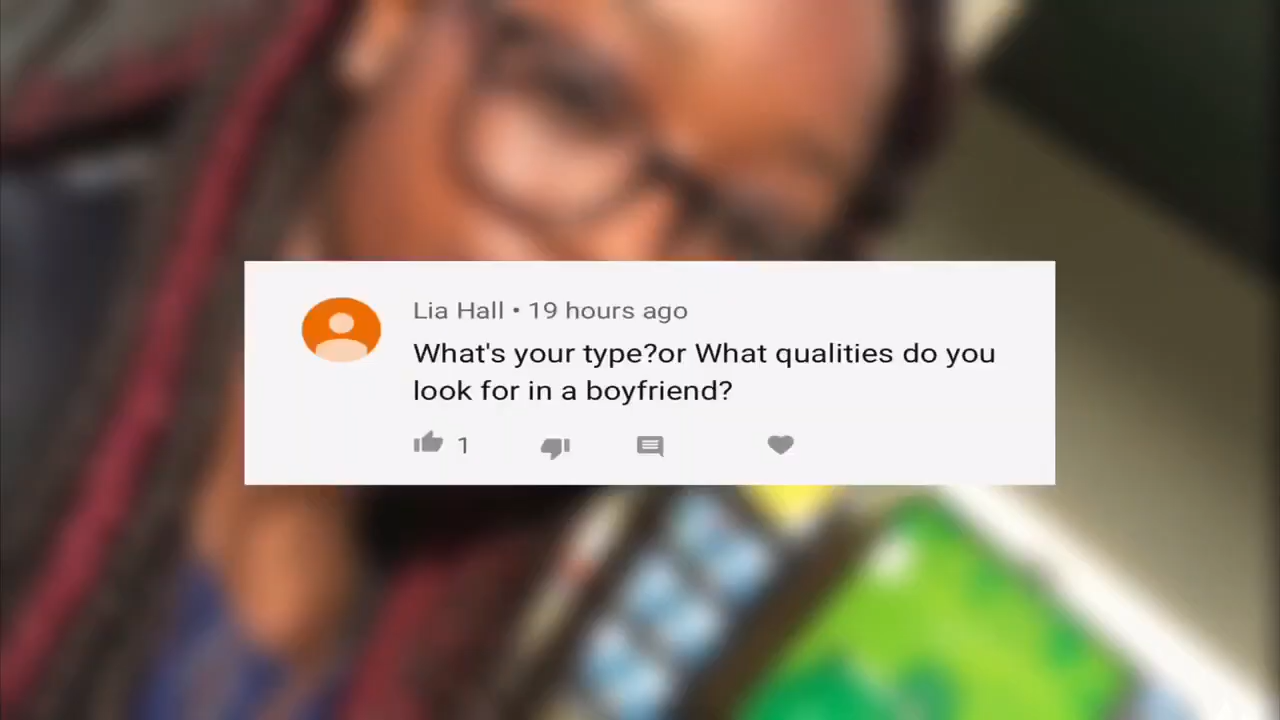 Lia Hall • 19 hours ago
What's your type?or What qualities do you
look for in a boyfriend?
1